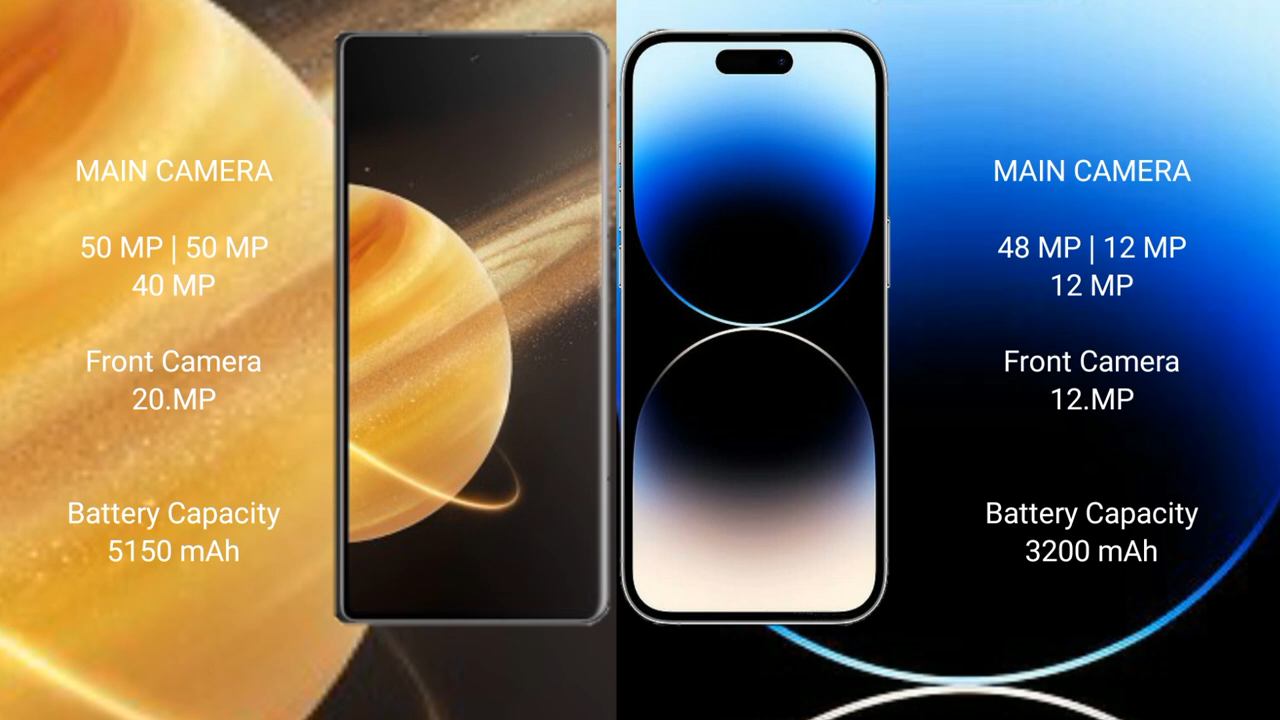 MAIN CAMERA
50 MP | 50 MP
40 MP
Front Camera
20.MP
Battery Capacity
5150 mAh
MAIN CAMERA
48 MP | 12 MP
12 MP
Front Camera
12.MP
Battery Capacity
3200 mAh